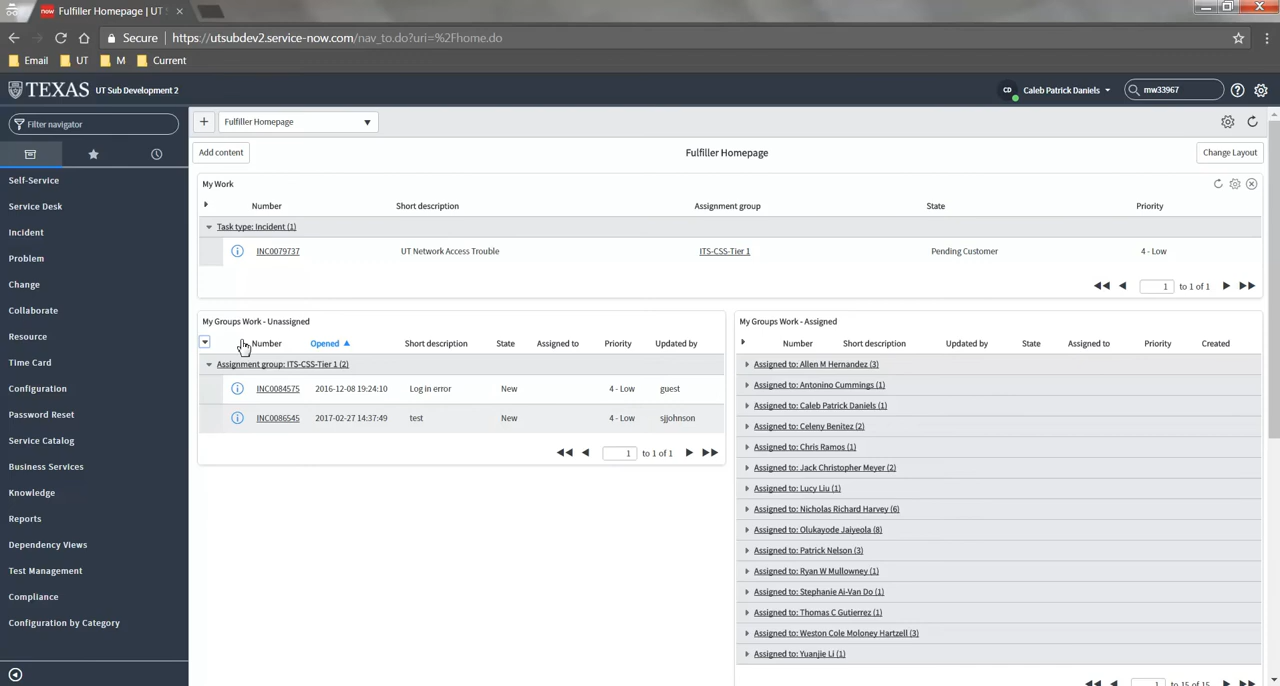 now Fulfiller Homepage | UT S
Secure https://utsubdev2.service-now.com/nav_to.do?uri=%2Fhome.do
Email UT M Current
TEXAS UT Sub Development 2 CD Caleb Patrick Daniels mw33967
Filter navigator
Self-Service
Service Desk
Incident
Problem
Change
Collaborate
Resource
Time Card
Configuration
Password Reset
Service Catalog
Business Services
Knowledge
Reports
Dependency Views
Test Management
Compliance
Configuration by Category
Fulfiller Homepage
Add content Fulfiller Homepage Change Layout
My Work
Number Short description Assignment group State Priority
Task type: Incident (1)
INC0079737 UT Network Access Trouble ITS-CSS-Tier 1 Pending Customer 4 - Low
1 to 1 of 1
My Groups Work - Unassigned
Number Opened Short description State Assigned to Priority Updated by
Assignment group: ITS-CSS-Tier 1 (2)
INC0084575 2016-12-08 19:24:10 Log in error New 4 - Low guest
INC0086545 2017-02-27 14:37:49 test New 4 - Low sjjohnson
1 to 1 of 1
My Groups Work - Assigned
Number Short description Updated by State Assigned to Priority Created
Assigned to: Allen M Hernandez (3)
Assigned to: Antonino Cummings (1)
Assigned to: Caleb Patrick Daniels (1)
Assigned to: Celeny Benitez (2)
Assigned to: Chris Ramos (1)
Assigned to: Jack Christopher Meyer (2)
Assigned to: Lucy Liu (1)
Assigned to: Nicholas Richard Harvey (6)
Assigned to: Olukayode Jaiyeola (8)
Assigned to: Patrick Nelson (3)
Assigned to: Ryan W Mullowney (1)
Assigned to: Stephanie Ai-Van Do (1)
Assigned to: Thomas C Gutierrez (1)
Assigned to: Weston Cole Moloney Hartzell (3)
Assigned to: Yuanjie Li (1)
1 to 15 of 15